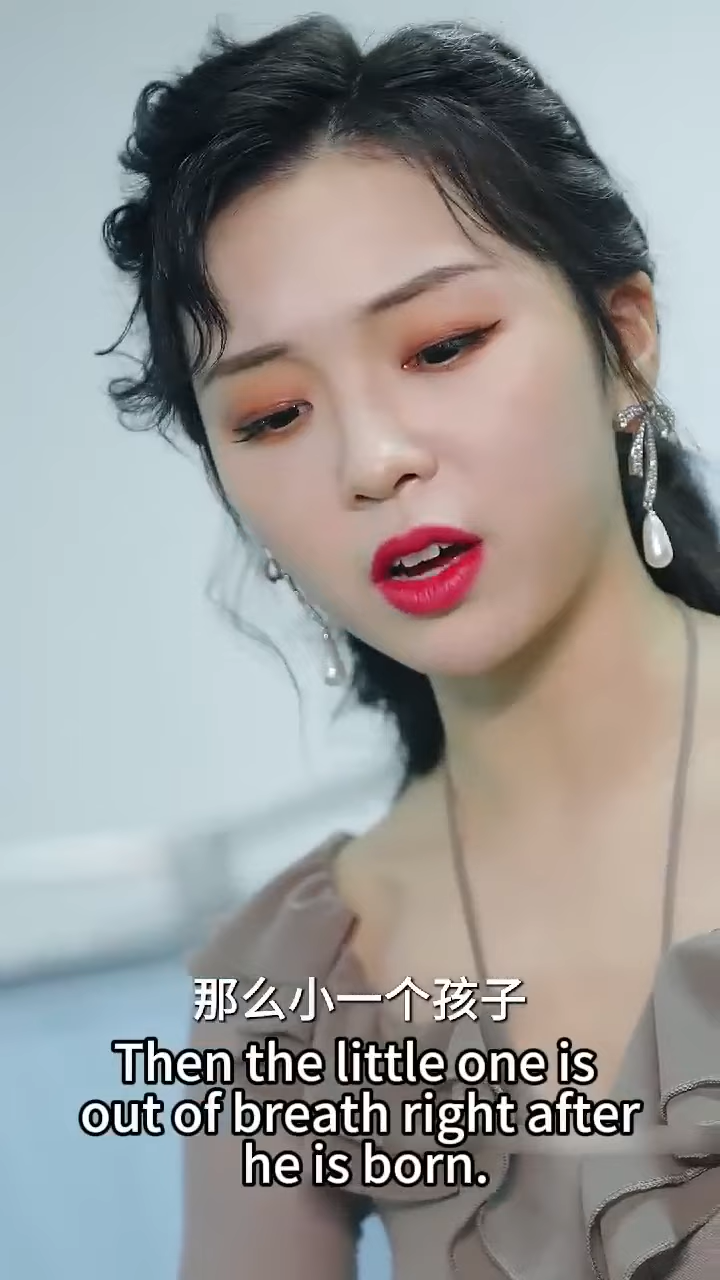 那么小一个孩子
Then the little one is
out of breath right after
he is born.